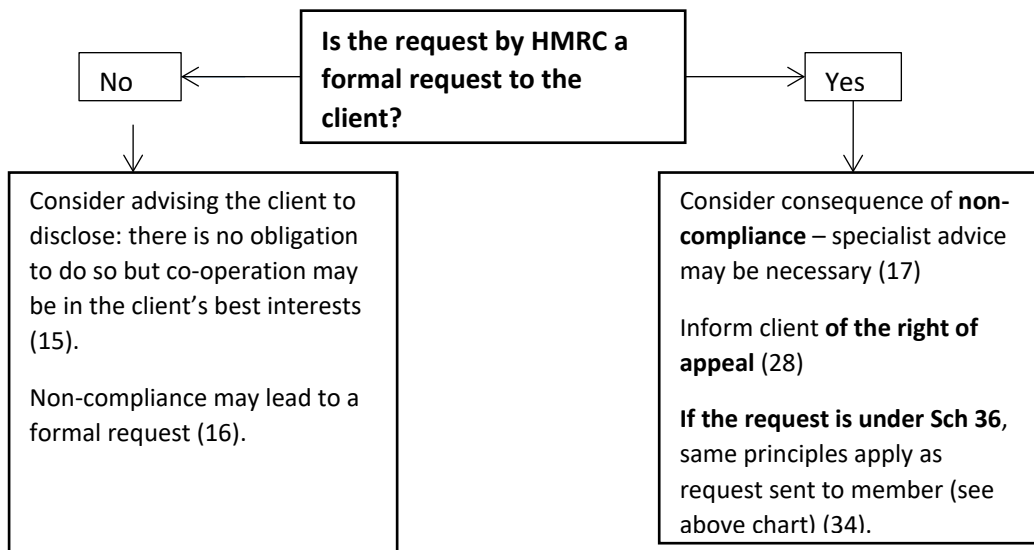 Is the request by HMRC a
formal request to the
client?
No
Yes
Consider advising the client to
disclose: there is no obligation
to do so but co-operation may
be in the client's best interests
(15).
Non-compliance may lead to a
formal request (16).
Consider consequence of non-
compliance – specialist advice
may be necessary (17)
Inform client of the right of
appeal (28)
If the request is under Sch 36,
same principles apply as
request sent to member (see
above chart) (34).